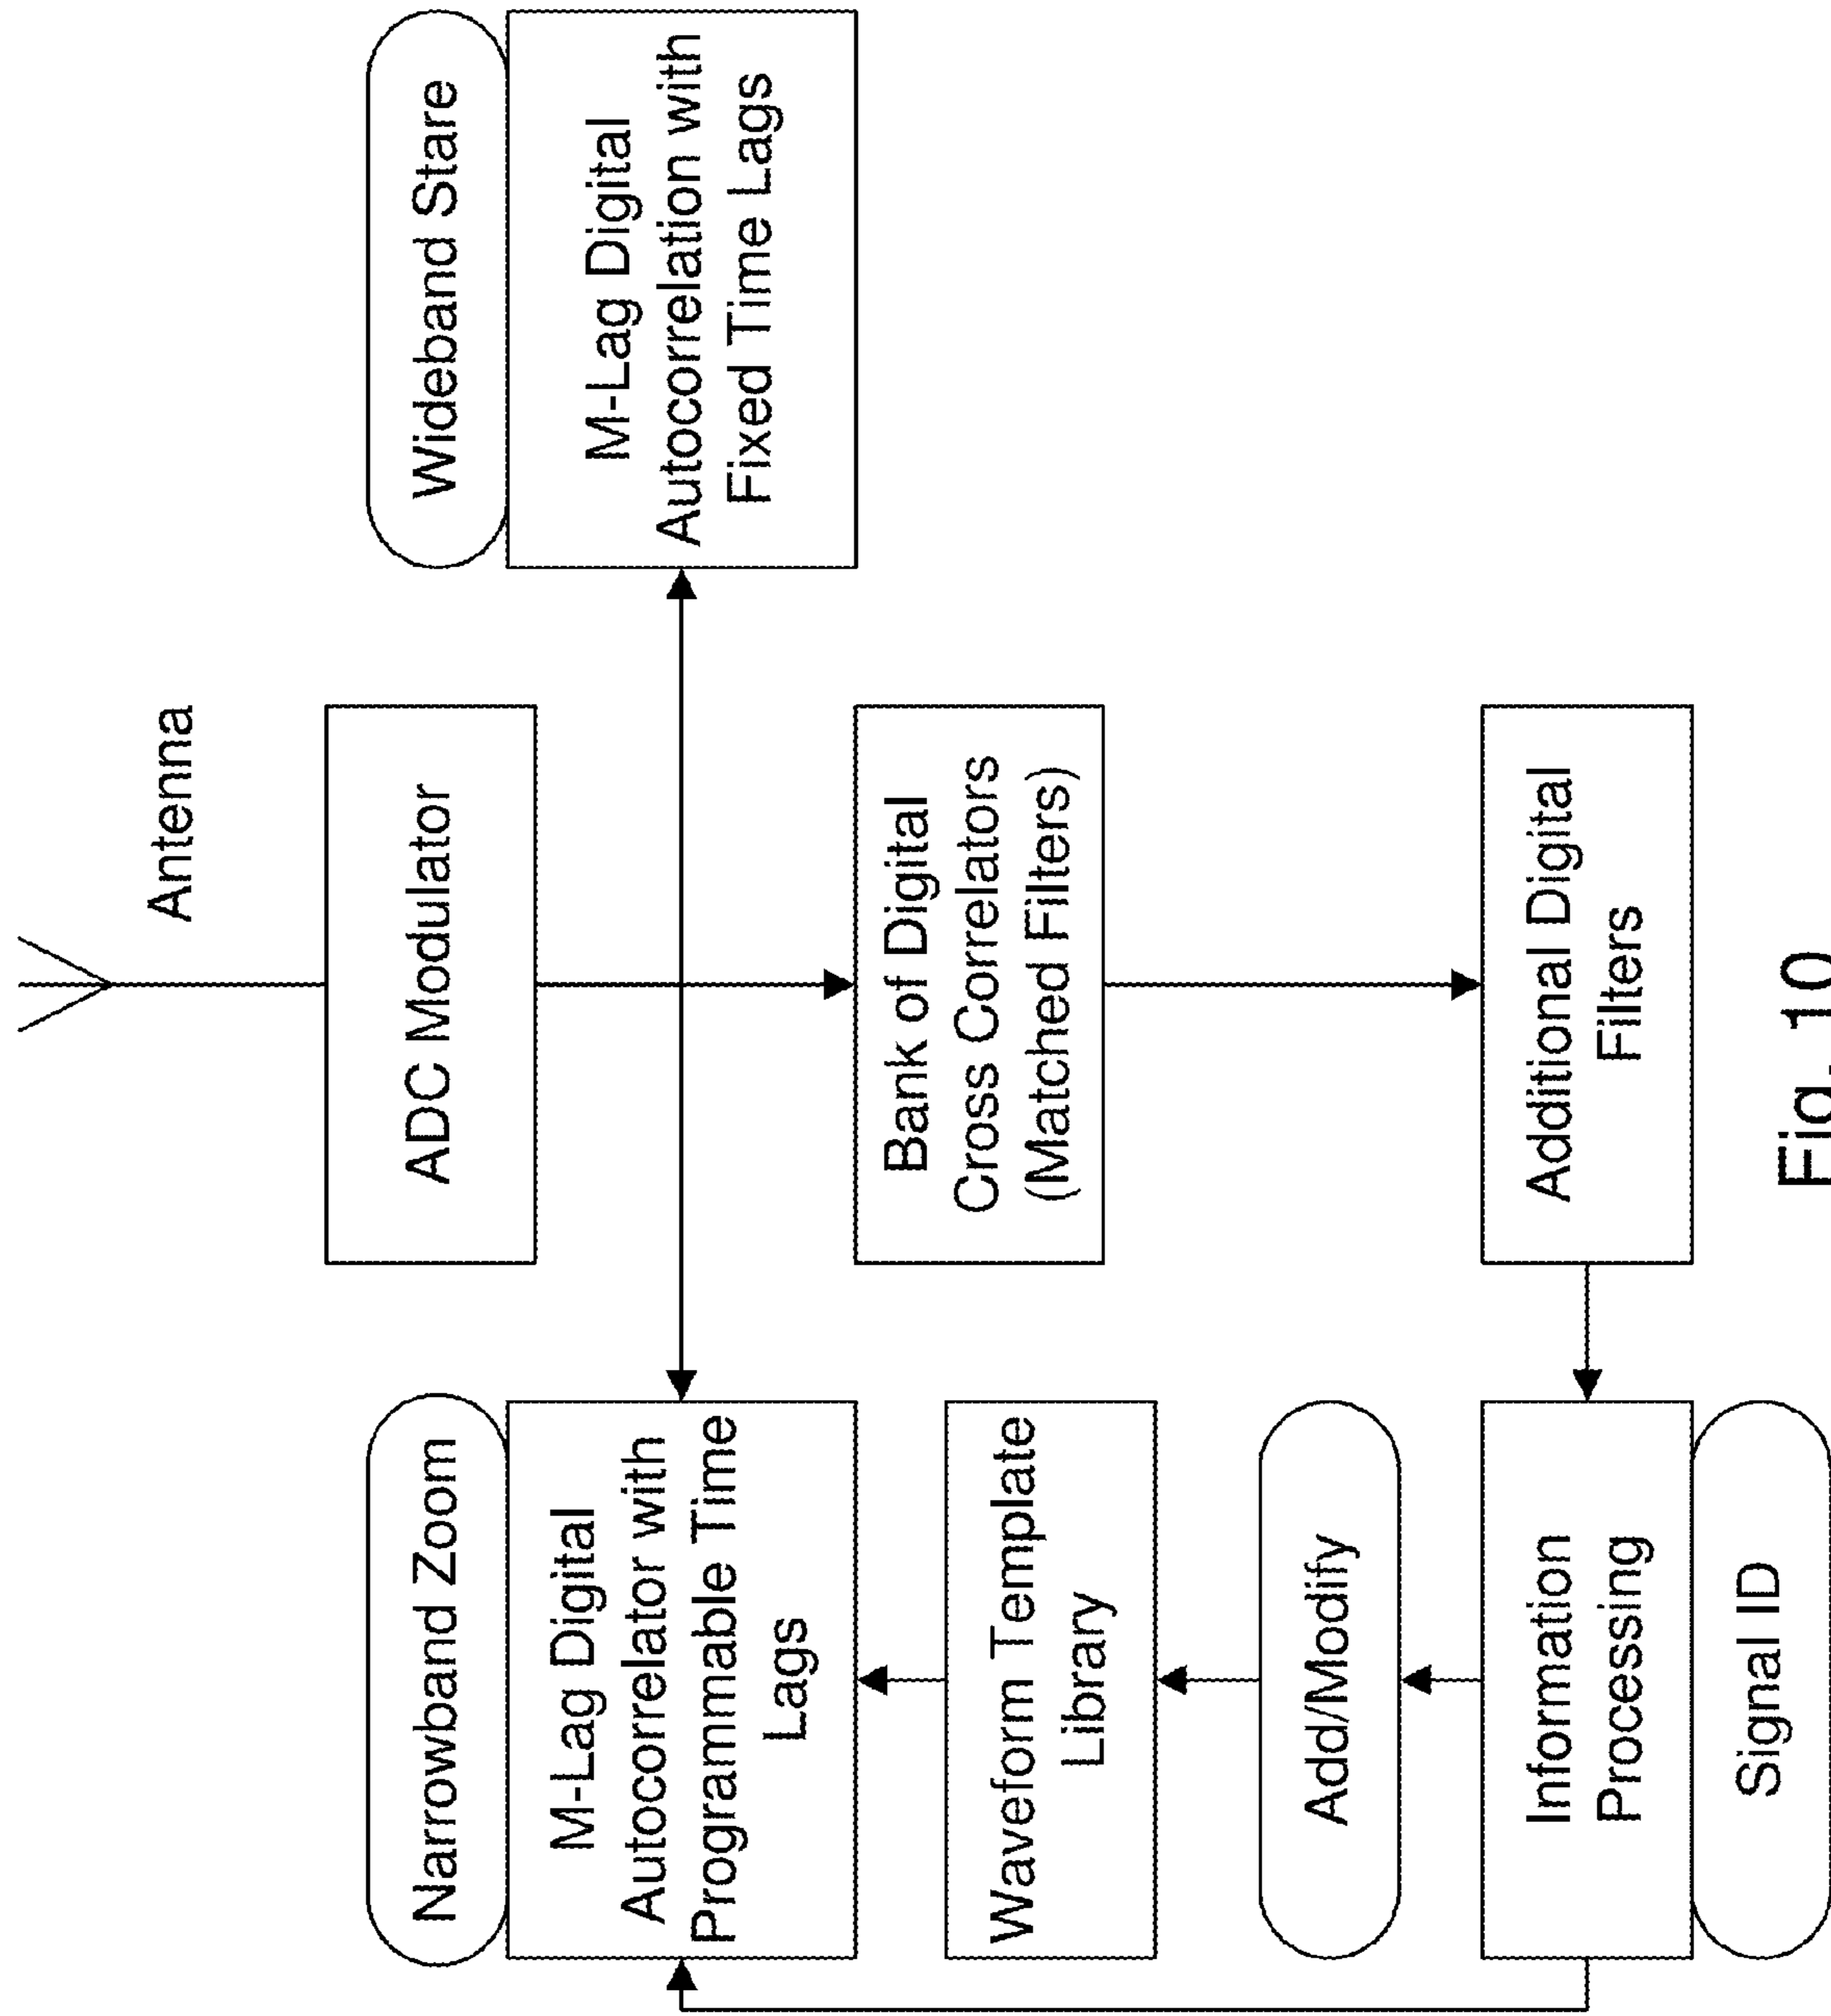 Antenna
ADC Modulator
Narrowband Zoom
M-Lag Digital
Autocorrelator with
Programmable Time
Lags
Wideband Stare
M-Lag Digital
Autocorrelation with
Fixed Time Lags
Bank of Digital
Cross Correlators
(Matched Filters)
Waveform Template
Library
Add/Modify
Information
Processing
Signal ID
Additional Digital
Filters
Fig. 10